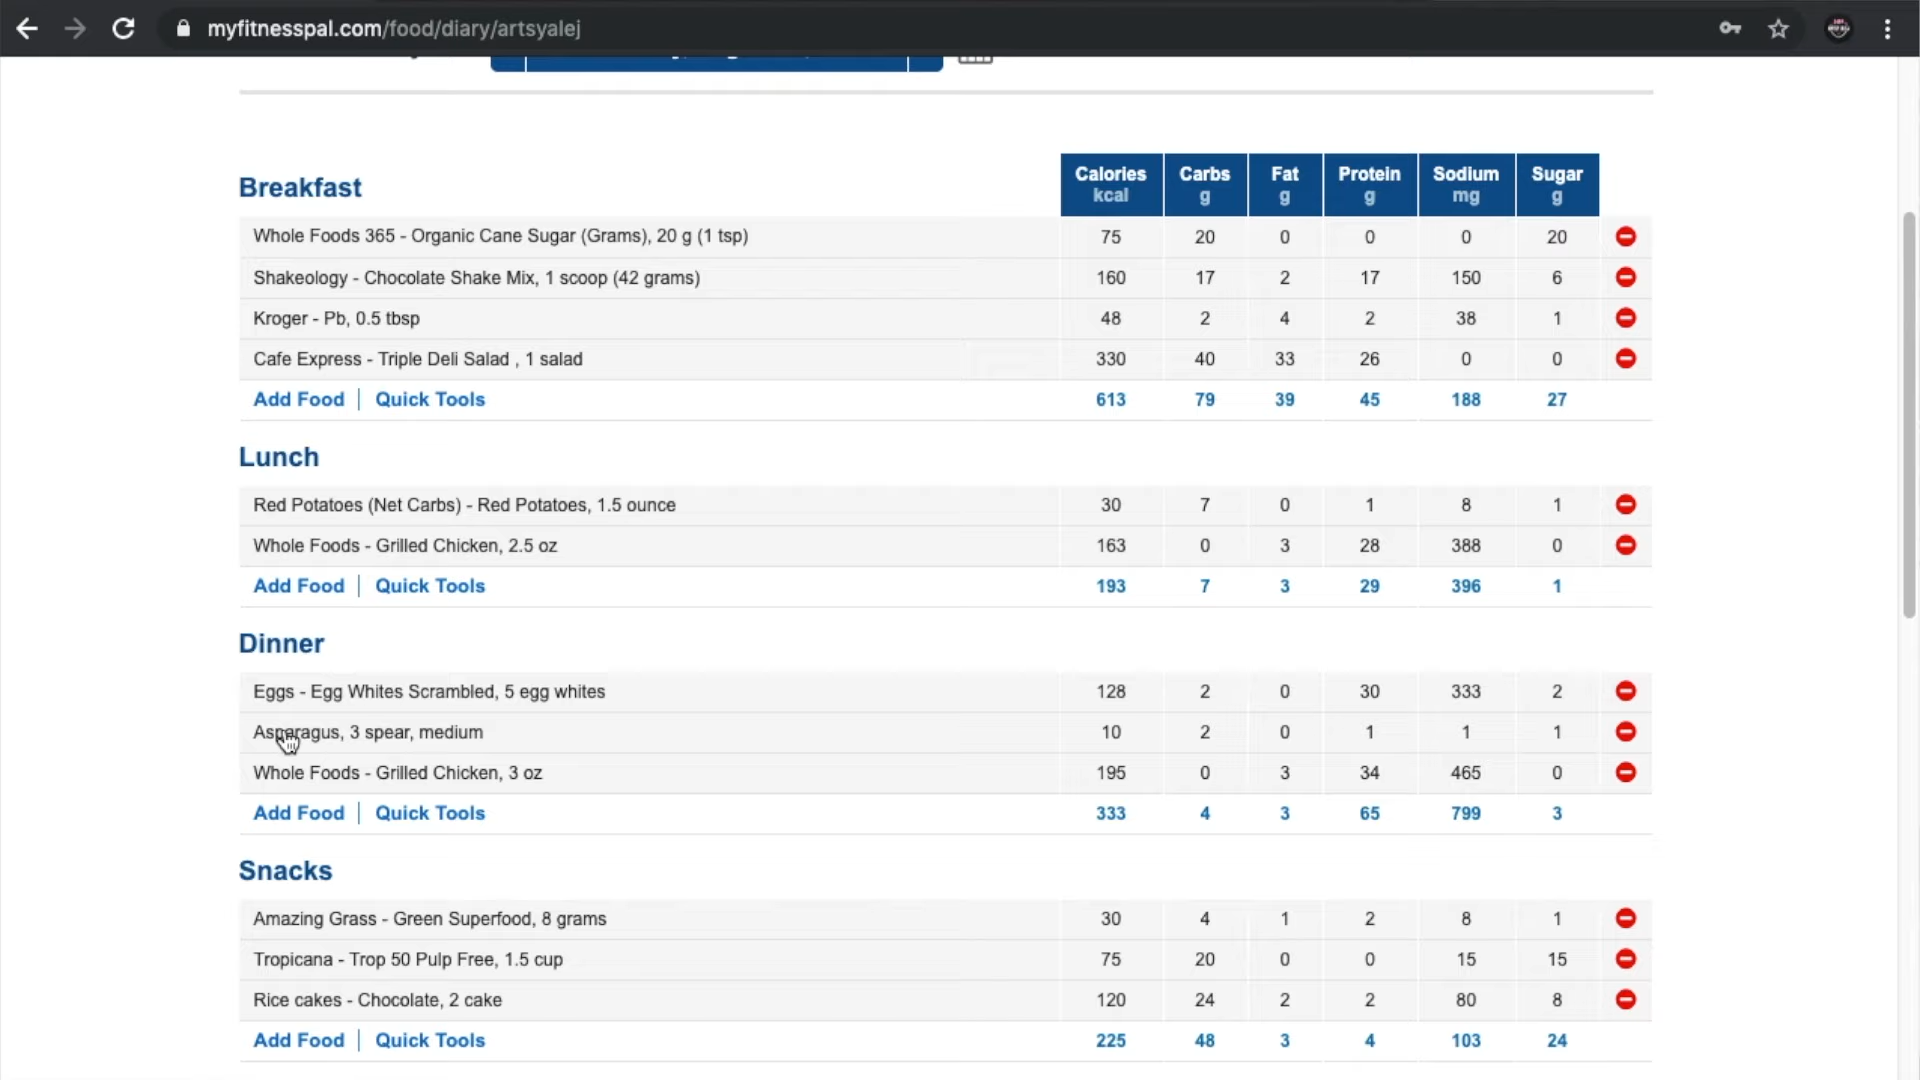 myfitnesspal.com/food/diary/artsyalej
Breakfast Calories kcal Carbs g Fat g Protein g Sodium mg Sugar g
Whole Foods 365 - Organic Cane Sugar (Grams), 20 g (1 tsp) 75 20 0 0 0 20
Shakeology - Chocolate Shake Mix, 1 scoop (42 grams) 160 17 2 17 150 6
Kroger - Pb, 0.5 tbsp 48 2 4 2 38 1
Cafe Express - Triple Deli Salad , 1 salad 330 40 33 26 0 0
Add Food | Quick Tools 613 79 39 45 188 27
Lunch
Red Potatoes (Net Carbs) - Red Potatoes, 1.5 ounce 30 7 0 1 8 1
Whole Foods - Grilled Chicken, 2.5 oz 163 0 3 28 388 0
Add Food | Quick Tools 193 7 3 29 396 1
Dinner
Eggs - Egg Whites Scrambled, 5 egg whites 128 2 0 30 333 2
Asparagus, 3 spear, medium 10 2 0 1 1 1
Whole Foods - Grilled Chicken, 3 oz 195 0 3 34 465 0
Add Food | Quick Tools 333 4 3 65 799 3
Snacks
Amazing Grass - Green Superfood, 8 grams 30 4 1 2 8 1
Tropicana - Trop 50 Pulp Free, 1.5 cup 75 20 0 0 15 15
Rice cakes - Chocolate, 2 cake 120 24 2 2 80 8
Add Food | Quick Tools 225 48 3 4 103 24